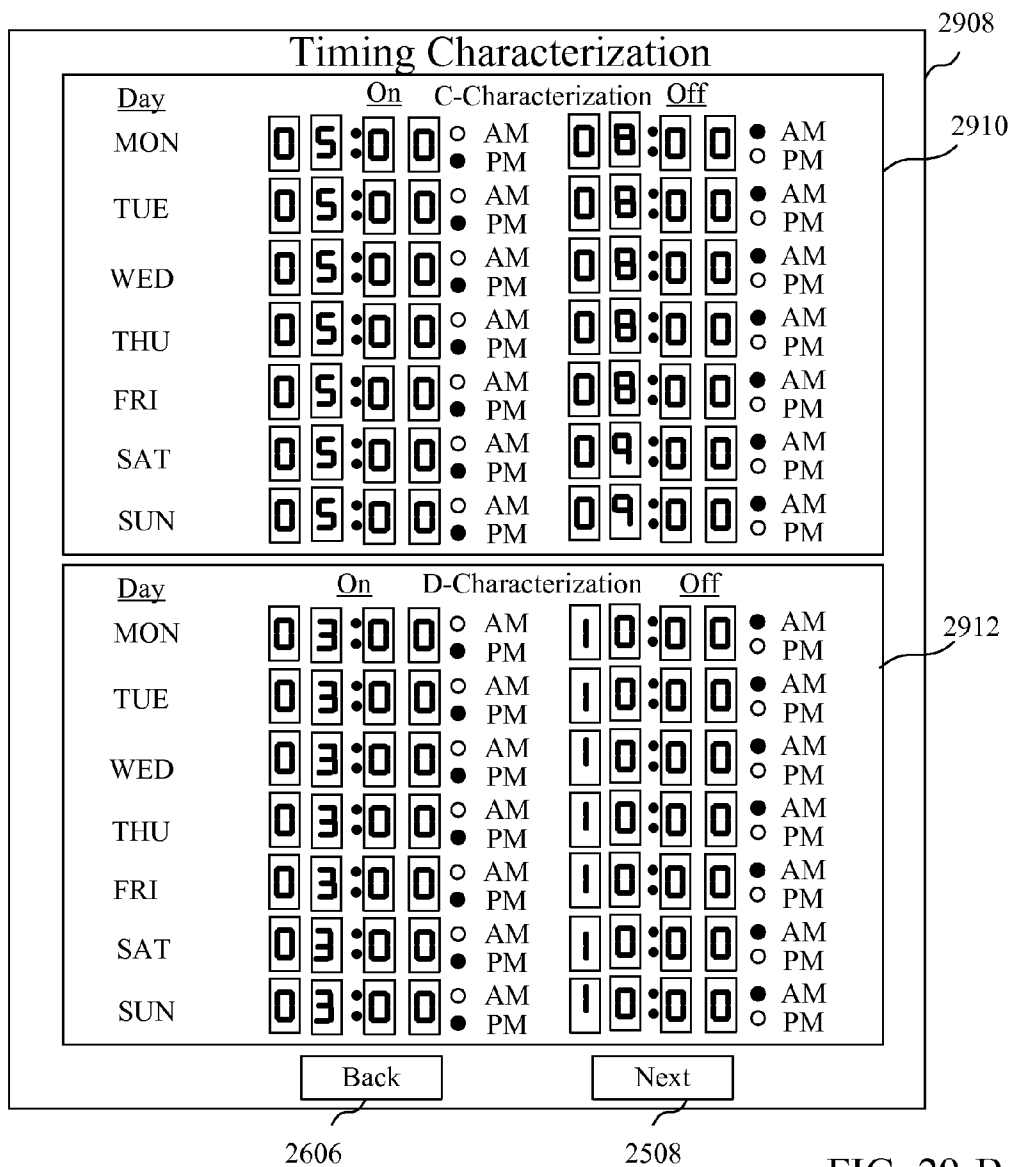 2908
Timing Characterization
2910
Day On C-Characterization Off
MON 05:00 AM PM 08:00 AM PM
TUE 05:00 AM PM 08:00 AM PM
WED 05:00 AM PM 08:00 AM PM
THU 05:00 AM PM 08:00 AM PM
FRI 05:00 AM PM 08:00 AM PM
SAT 05:00 AM PM 09:00 AM PM
SUN 05:00 AM PM 09:00 AM PM
Day On D-Characterization Off
2912
MON 03:00 AM PM 10:00 AM PM
TUE 03:00 AM PM 10:00 AM PM
WED 03:00 AM PM 10:00 AM PM
THU 03:00 AM PM 10:00 AM PM
FRI 03:00 AM PM 10:00 AM PM
SAT 03:00 AM PM 10:00 AM PM
SUN 03:00 AM PM 10:00 AM PM
Back Next
2606 2508